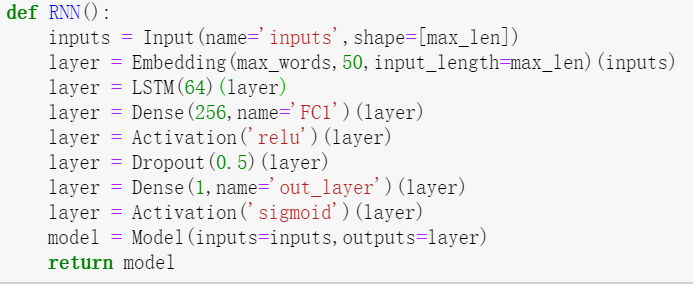 def RNN():
    inputs = Input(name='inputs',shape=[max_len])
    layer = Embedding(max_words,50,input_length=max_len)(inputs)
    layer = LSTM(64)(layer)
    layer = Dense(256,name='FC1')(layer)
    layer = Activation('relu')(layer)
    layer = Dropout(0.5)(layer)
    layer = Dense(1,name='out_layer')(layer)
    layer = Activation('sigmoid')(layer)
    model = Model(inputs=inputs,outputs=layer)
    return model